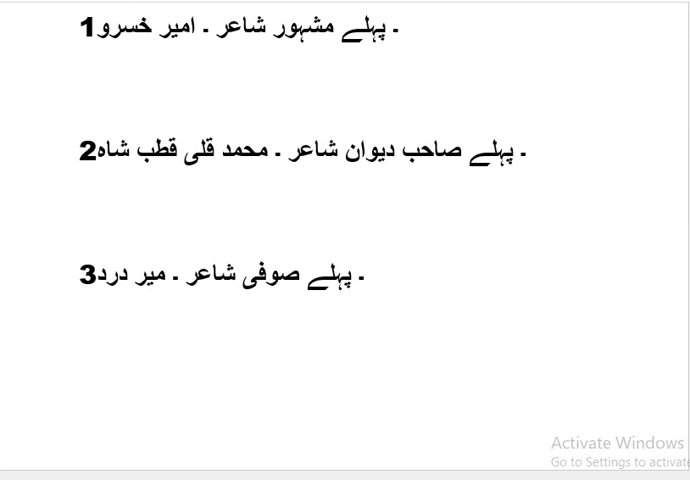 1۔ پہلے مشہور شاعر ۔ امیر خسرو
2۔ پہلے صاحب دیوان شاعر ۔ محمد قلی قطب شاہ
3۔ پہلے صوفی شاعر ۔ میر درد
Activate Windows
Go to Settings to activate